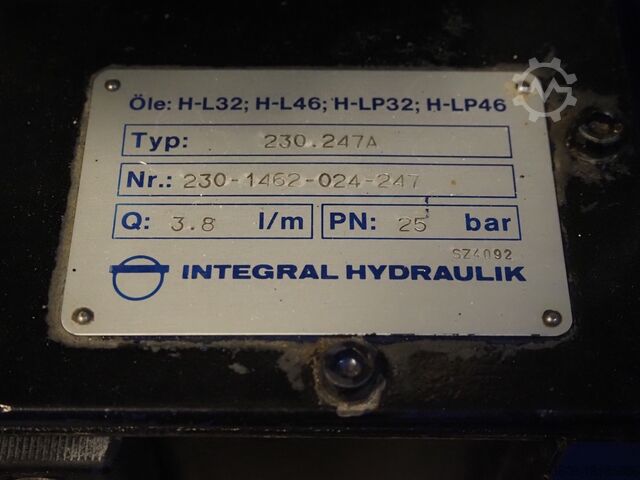 Öle: H-L32; H-L46; H-LP32; H-LP46
Typ: 230.247A
Nr.: 230-1462-024-247
Q: 3.8 l/m PN: 25 bar
SZ4092
INTEGRAL HYDRAULIK